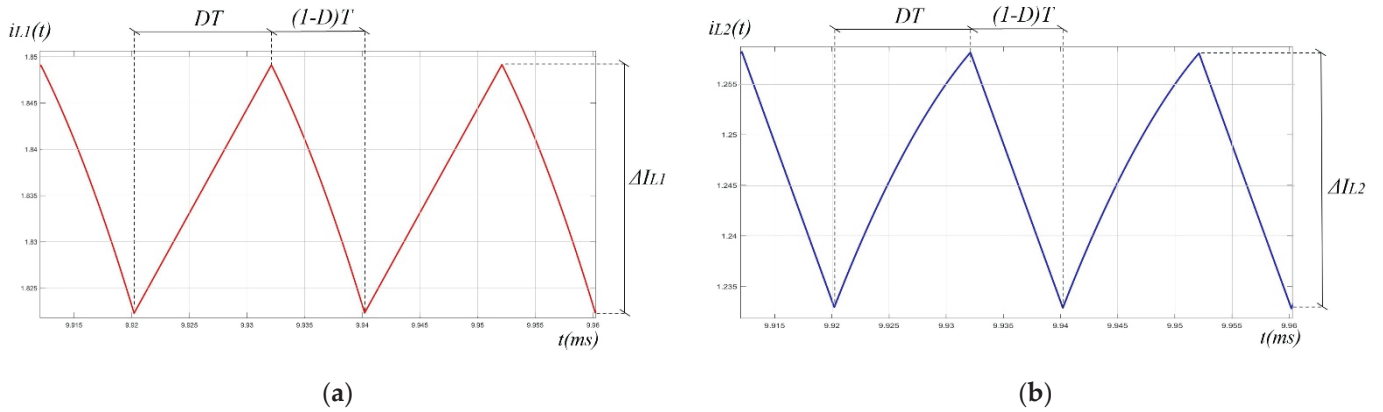 DT (1-D)T
iL1(t)
1.85
1.845
1.84
1.835
1.83
1.825
ΔIL1
9.915 9.92 9.925 9.93 9.935 9.94 9.945 9.95 9.955 9.96
t(ms)
(a)
DT (1-D)T
iL2(t)
1.255
1.25
1.245
1.24
1.235
ΔIL2
9.915 9.92 9.925 9.93 9.935 9.94 9.945 9.95 9.955 9.96
t(ms)
(b)